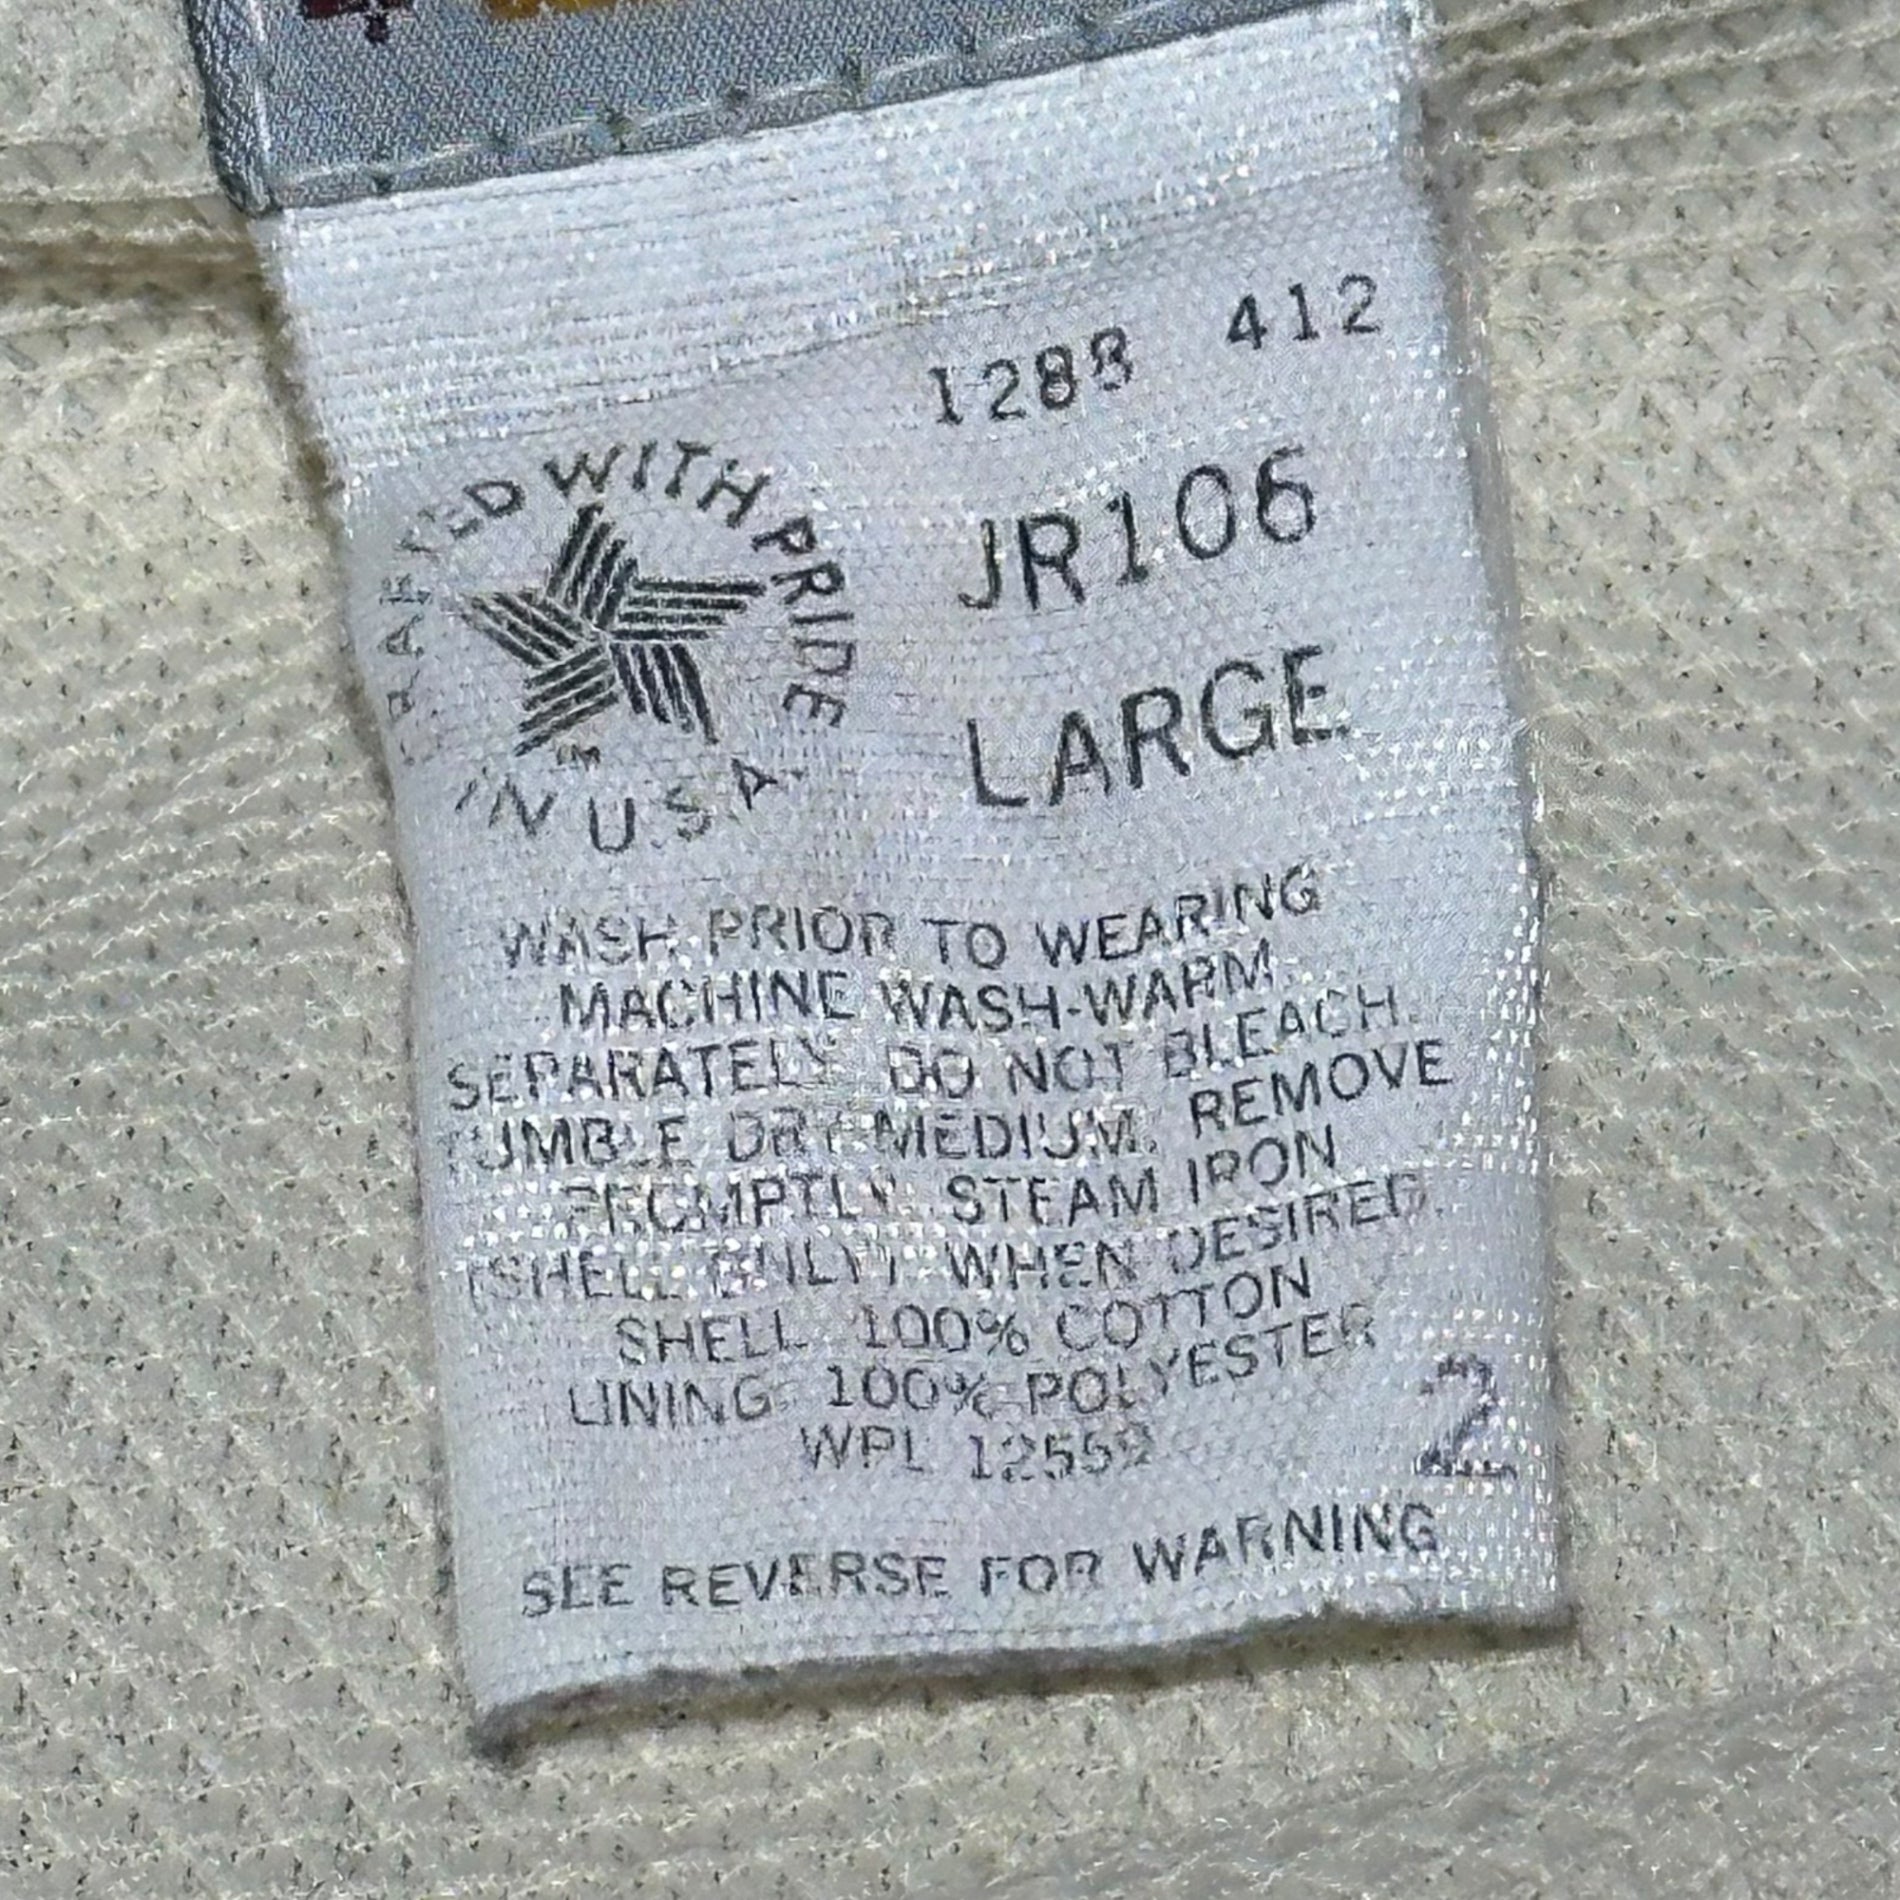 1288 412
CRAFTED WITH PRIDE
IN U.S.A
TM
JR106
LARGE
WASH PRIOR TO WEARING
MACHINE WASH-WARM
SEPARATELY DO NOT BLEACH.
TUMBLE DRY MEDIUM. REMOVE
PROMPTLY. STEAM IRON
(SHELL ONLY) WHEN DESIRED.
SHELL 100% COTTON
LINING 100% POLYESTER
WPL 12559
2
SEE REVERSE FOR WARNING